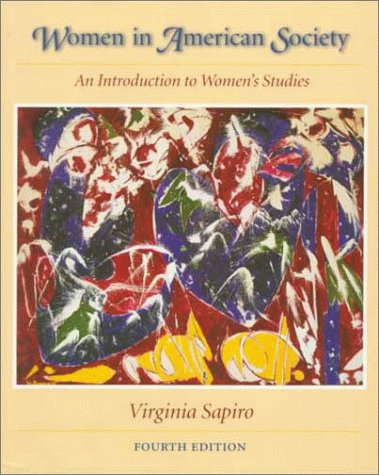 Women in American Society
An Introduction to Women's Studies
Virginia Sapiro
FOURTH EDITION